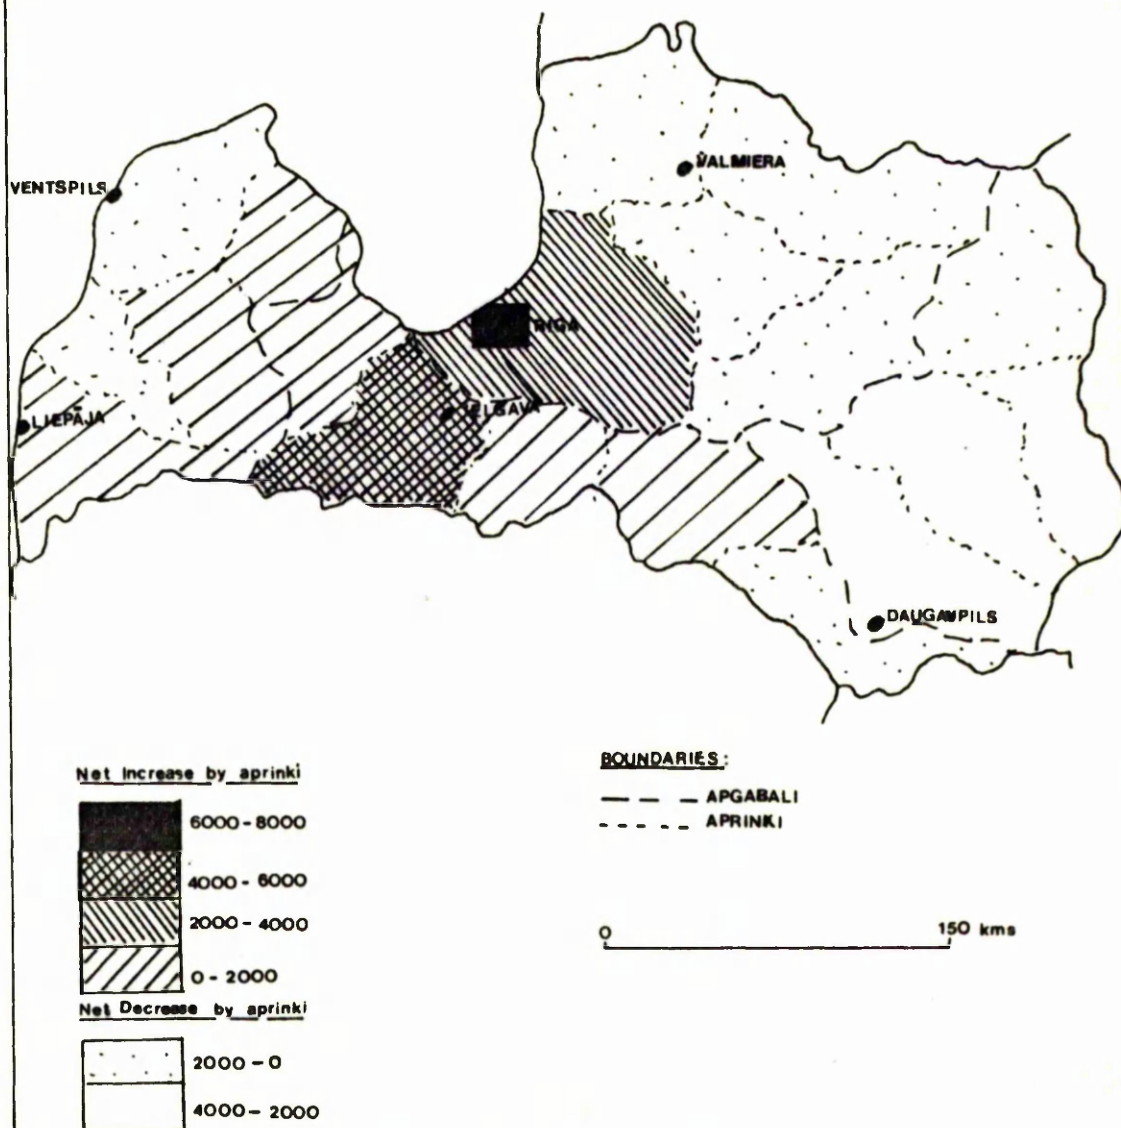 VENTSPILS
VALMIERA
RIGA
LIEPĀJA
ELGAVA
DAUGAVPILS
Net Increase by aprinki
6000-8000
4000-6000
2000-4000
0-2000
Net Decrease by aprinki
2000-0
4000-2000
BOUNDARIES:
APGABALI
APRINKI
0 150 kms